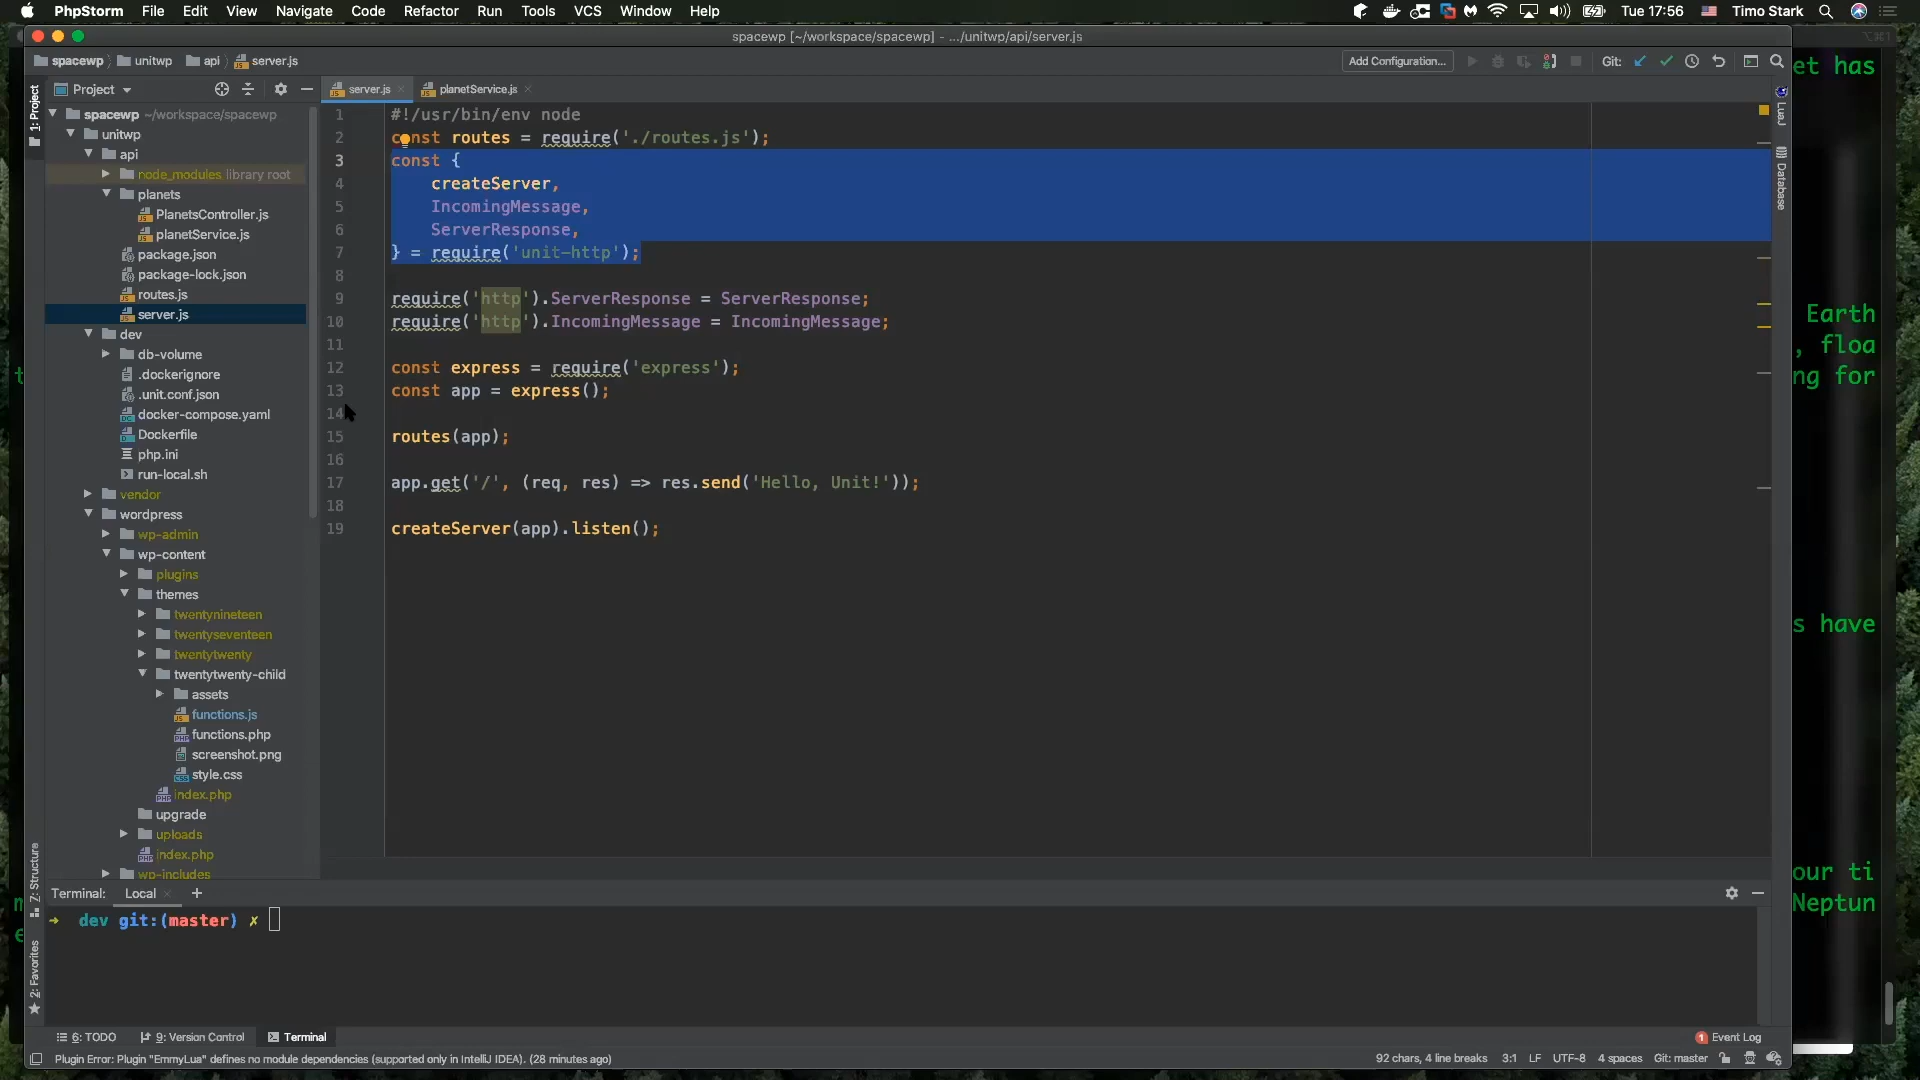 PhpStorm File Edit View Navigate Code Refactor Run Tools VCS Window Help Tue 17:56 Timo Stark
spacewp [~/workspace/spacewp] - .../unitwp/api/server.js
spacewp unitwp api server.js Add Configuration... Git:
1: Project
Project
server.js planetService.js
spacewp ~/workspace/spacewp
unitwp
api
node_modules library root
planets
PlanetsController.js
planetService.js
package.json
package-lock.json
routes.js
server.js
dev
db-volume
.dockerignore
.unit.conf.json
docker-compose.yaml
Dockerfile
php.ini
run-local.sh
vendor
wordpress
wp-admin
wp-content
plugins
themes
twentynineteen
twentyseventeen
twentytwenty
twentytwenty-child
assets
functions.js
functions.php
screenshot.png
style.css
index.php
upgrade
uploads
index.php
wp-includes
1 #!/usr/bin/env node
2 const routes = require('./routes.js');
3 const {
4 createServer,
5 IncomingMessage,
6 ServerResponse,
7 } = require('unit-http');
8
9 require('http').ServerResponse = ServerResponse;
10 require('http').IncomingMessage = IncomingMessage;
11
12 const express = require('express');
13 const app = express();
14
15 routes(app);
16
17 app.get('/', (req, res) => res.send('Hello, Unit!'));
18
19 createServer(app).listen();
LuaJ
Database
et has
Earth
, floa
ng for
s have
our ti
Neptun
Z: Structure
2: Favorites
Terminal: Local +
→ dev git:(master) ✗
6: TODO 9: Version Control Terminal 1 Event Log
Plugin Error: Plugin "EmmyLua" defines no module dependencies (supported only in IntelliJ IDEA). (28 minutes ago) 92 chars, 4 line breaks 3:1 LF UTF-8 4 spaces Git: master